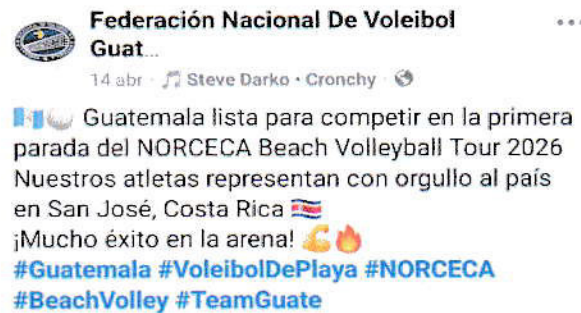 Federación Nacional De Voleibol
Guat...
14 abr · Steve Darko · Cronchy ·
🇬🇹🏐 Guatemala lista para competir en la primera
parada del NORCECA Beach Volleyball Tour 2026
Nuestros atletas representan con orgullo al país
en San José, Costa Rica 🇨🇷
¡Mucho éxito en la arena! 💪🔥
#Guatemala #VoleibolDePlaya #NORCECA
#BeachVolley #TeamGuate